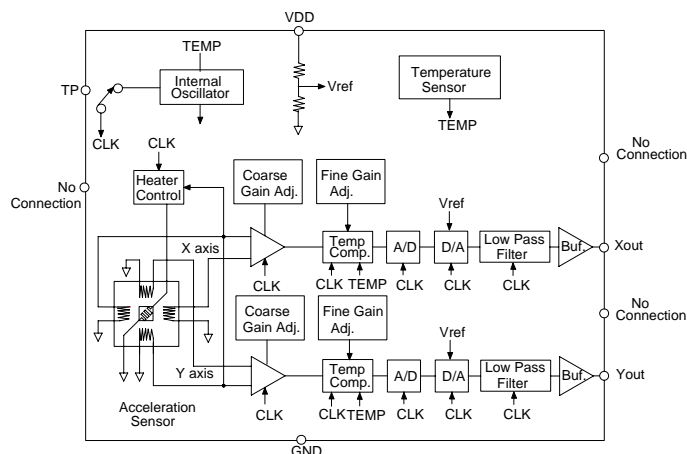 VDD
TEMP
Internal
Oscillator
Vref
Temperature
Sensor
TP
CLK
TEMP
CLK
No
Connection
No
Connection
Heater
Control
Coarse
Gain Adj.
Fine Gain
Adj.
Vref
X axis
Temp
Comp.
A/D
D/A
Low Pass
Filter
Buf.
Xout
CLK
CLK
TEMP
CLK
CLK
CLK
Coarse
Gain Adj.
Fine Gain
Adj.
No
Connection
Vref
Y axis
Temp
Comp.
A/D
D/A
Low Pass
Filter
Buf.
Yout
CLK
CLK
TEMP
CLK
CLK
CLK
Acceleration
Sensor
GND